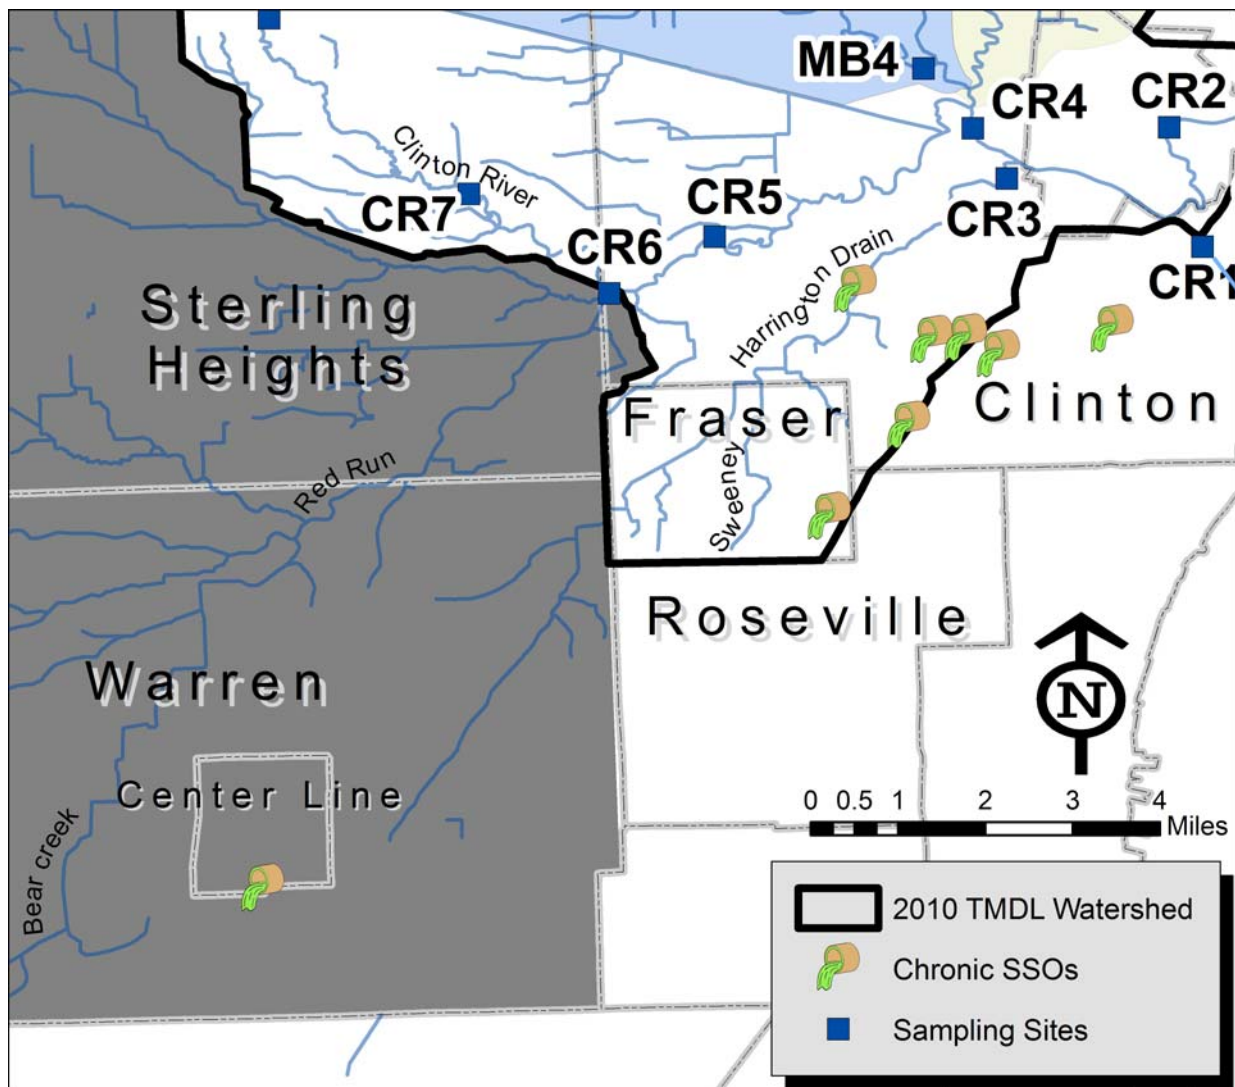 MB4
CR4
CR2
Clinton River
CR7
CR5
CR3
CR6
CR1
Harrington Drain
Sterling
Heights
Fraser
Clinton
Sweeney
Red Run
Roseville
Warren
N
Center Line
Bear creek
0 0.5 1 2 3 4
Miles
2010 TMDL Watershed
Chronic SSOs
Sampling Sites